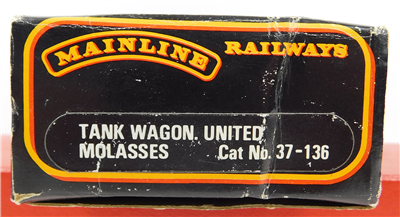 MAINLINE RAILWAYS
TANK WAGON. UNITED
MOLASSES Cat No. 37-136